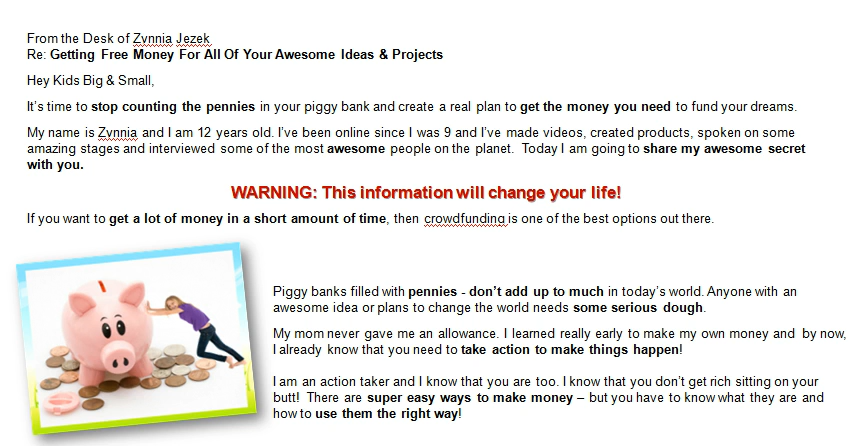 From the Desk of Zvnnia Jezek
Re: Getting Free Money For All Of Your Awesome Ideas & Projects
Hey Kids Big & Small,
It's time to stop counting the pennies in your piggy bank and create a real plan to get the money you need to fund your dreams.
My name is Zvnnia and I am 12 years old. I've been online since I was 9 and I've made videos, created products, spoken on some
amazing stages and interviewed some of the most awesome people on the planet. Today I am going to share my awesome secret
with you.
WARNING: This information will change your life!
If you want to get a lot of money in a short amount of time, then crowdfunding is one of the best options out there.
Piggy banks filled with pennies - don't add up to much in today's world. Anyone with an
awesome idea or plans to change the world needs some serious dough.
My mom never gave me an allowance. I learned really early to make my own money and by now,
I already know that you need to take action to make things happen!
I am an action taker and I know that you are too. I know that you don't get rich sitting on your
butt! There are super easy ways to make money – but you have to know what they are and
how to use them the right way!